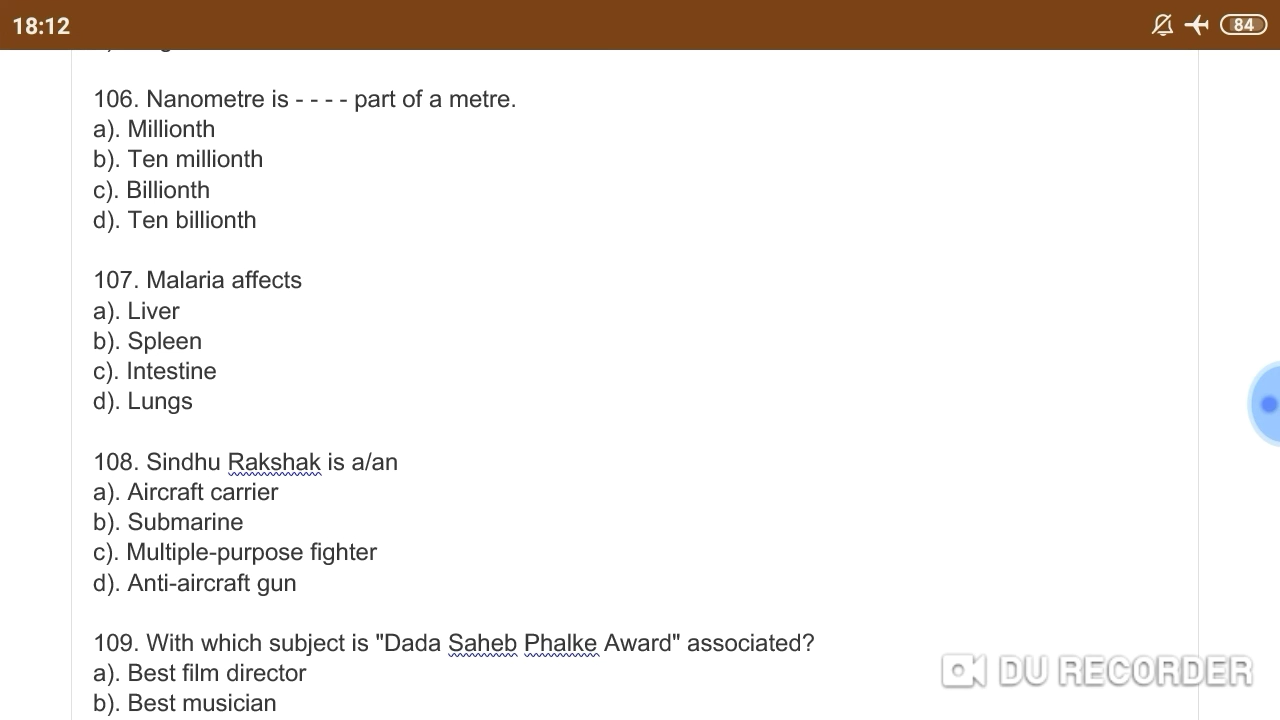 18:12
84
106. Nanometre is - - - - part of a metre.
a). Millionth
b). Ten millionth
c). Billionth
d). Ten billionth
107. Malaria affects
a). Liver
b). Spleen
c). Intestine
d). Lungs
108. Sindhu Rakshak is a/an
a). Aircraft carrier
b). Submarine
c). Multiple-purpose fighter
d). Anti-aircraft gun
109. With which subject is "Dada Saheb Phalke Award" associated?
a). Best film director
b). Best musician
DU RECORDER